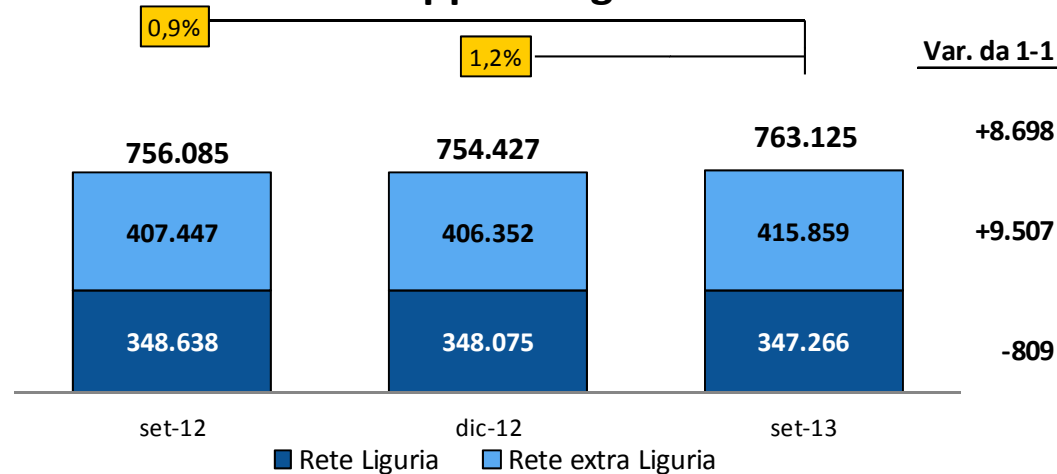 0,9%
1,2%
Var. da 1-1
756.085
754.427
763.125
+8.698
407.447
406.352
415.859
+9.507
348.638
348.075
347.266
-809
set-12
dic-12
set-13
Rete Liguria
Rete extra Liguria